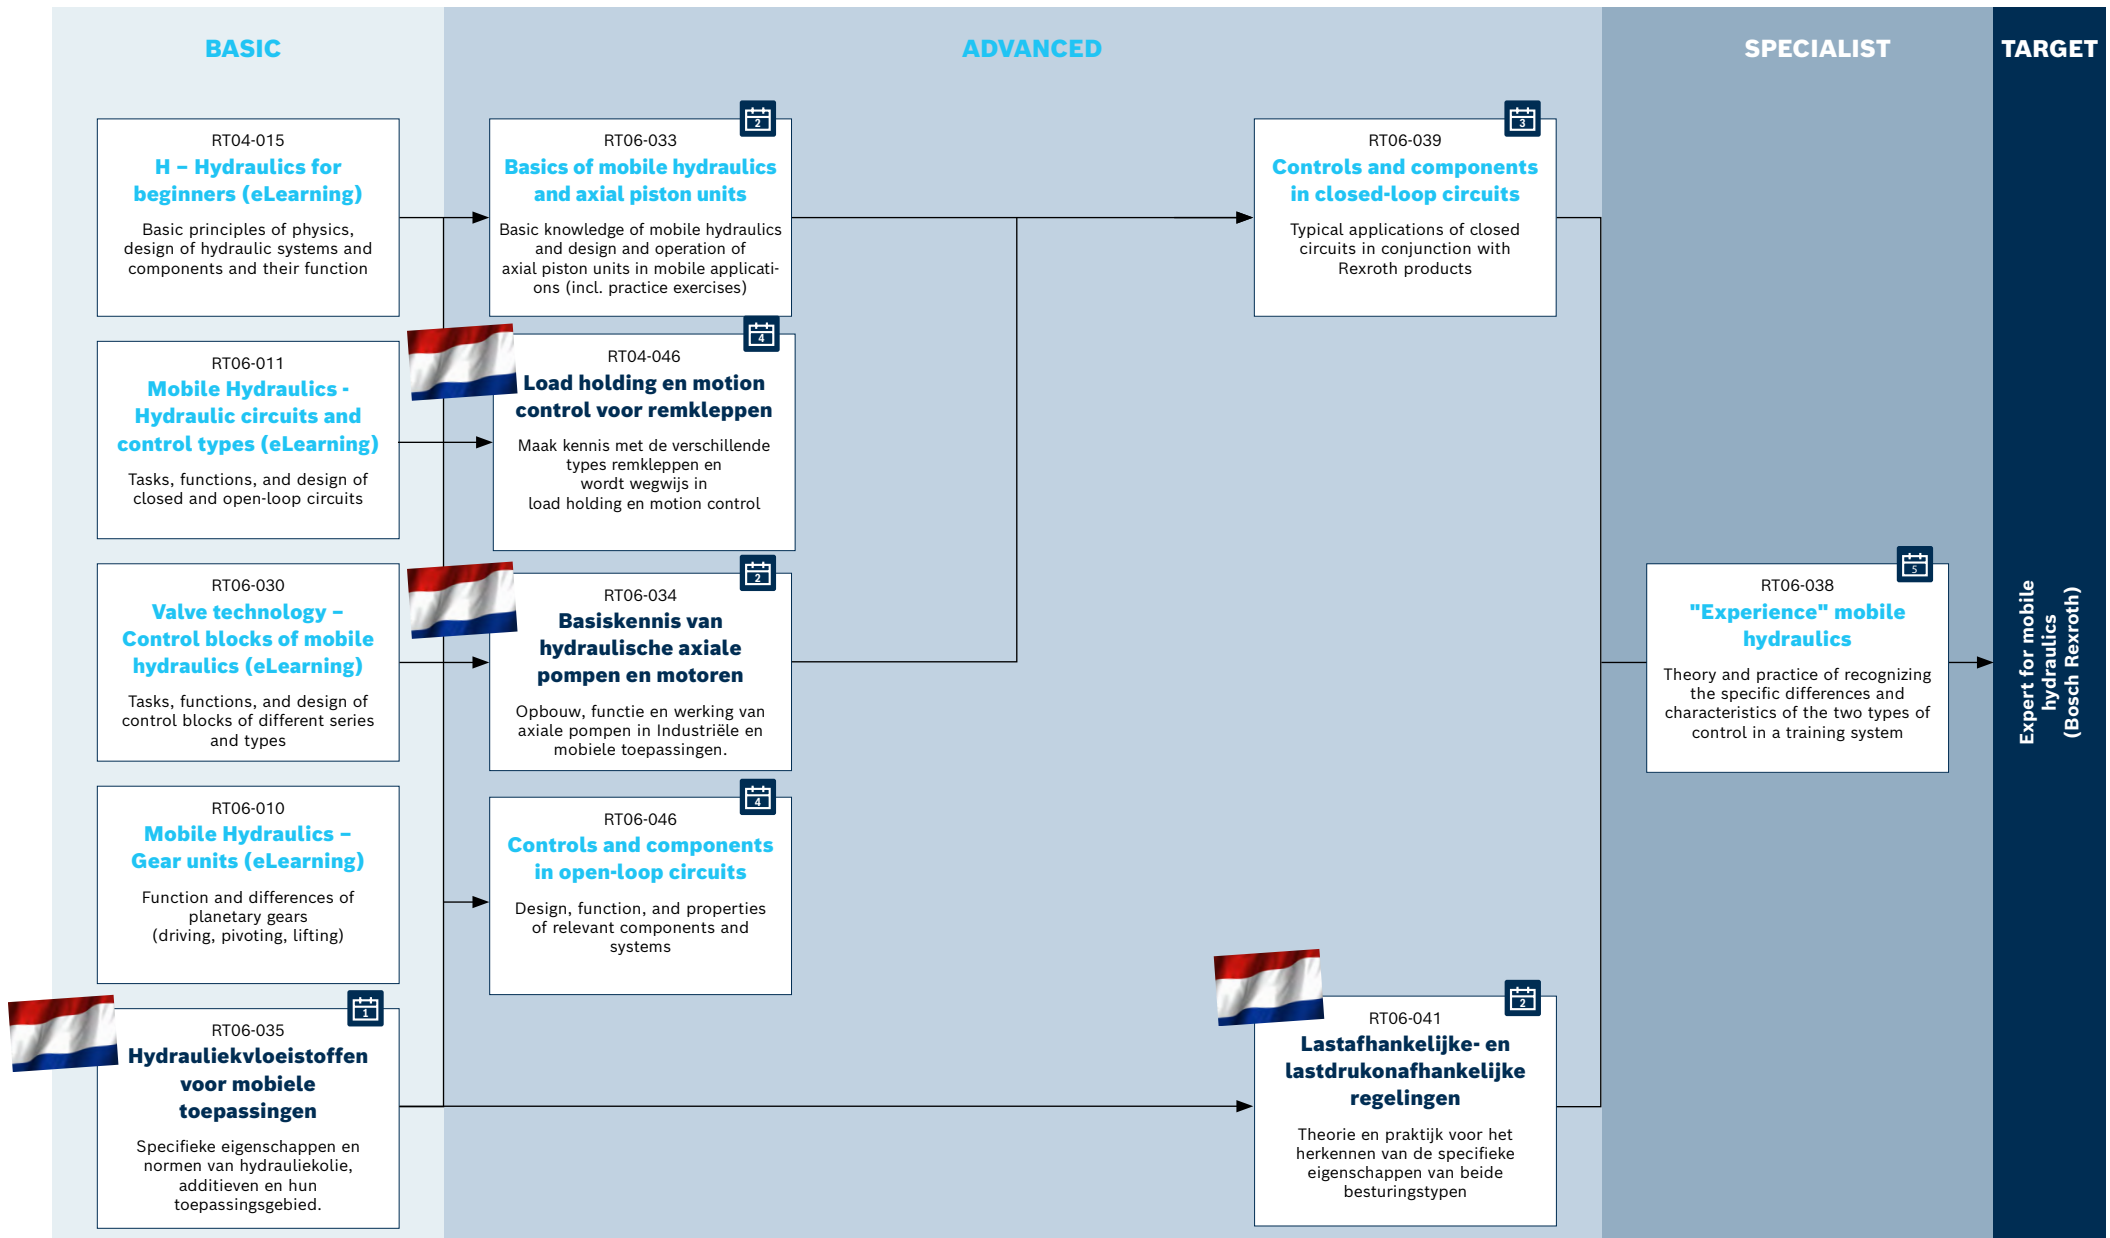 BASIC
ADVANCED
SPECIALIST
TARGET
RT04-015
H – Hydraulics for
beginners (eLearning)
Basic principles of physics,
design of hydraulic systems and
components and their function
RT06-011
Mobile Hydraulics -
Hydraulic circuits and
control types (eLearning)
Tasks, functions, and design of
closed and open-loop circuits
RT06-030
Valve technology –
Control blocks of mobile
hydraulics (eLearning)
Tasks, functions, and design of
control blocks of different series
and types
RT06-010
Mobile Hydraulics –
Gear units (eLearning)
Function and differences of
planetary gears
(driving, pivoting, lifting)
1
RT06-035
Hydrauliekvloeistoffen
voor mobiele
toepassingen
Specifieke eigenschappen en
normen van hydrauliekolie,
additieven en hun
toepassingsgebied.
2
RT06-033
Basics of mobile hydraulics
and axial piston units
Basic knowledge of mobile hydraulics
and design and operation of
axial piston units in mobile applicati-
ons (incl. practice exercises)
4
RT04-046
Load holding en motion
control voor remkleppen
Maak kennis met de verschillende
types remkleppen en
wordt wegwijs in
load holding en motion control
2
RT06-034
Basiskennis van
hydraulische axiale
pompen en motoren
Opbouw, functie en werking van
axiale pompen in Industriële en
mobiele toepassingen.
4
RT06-046
Controls and components
in open-loop circuits
Design, function, and properties
of relevant components and
systems
3
RT06-039
Controls and components
in closed-loop circuits
Typical applications of closed
circuits in conjunction with
Rexroth products
2
RT06-041
Lastafhankelijke- en
lastdrukonafhankelijke
regelingen
Theorie en praktijk voor het
herkennen van de specifieke
eigenschappen van beide
besturingstypen
5
RT06-038
"Experience" mobile
hydraulics
Theory and practice of recognizing
the specific differences and
characteristics of the two types of
control in a training system
Expert for mobile
hydraulics
(Bosch Rexroth)